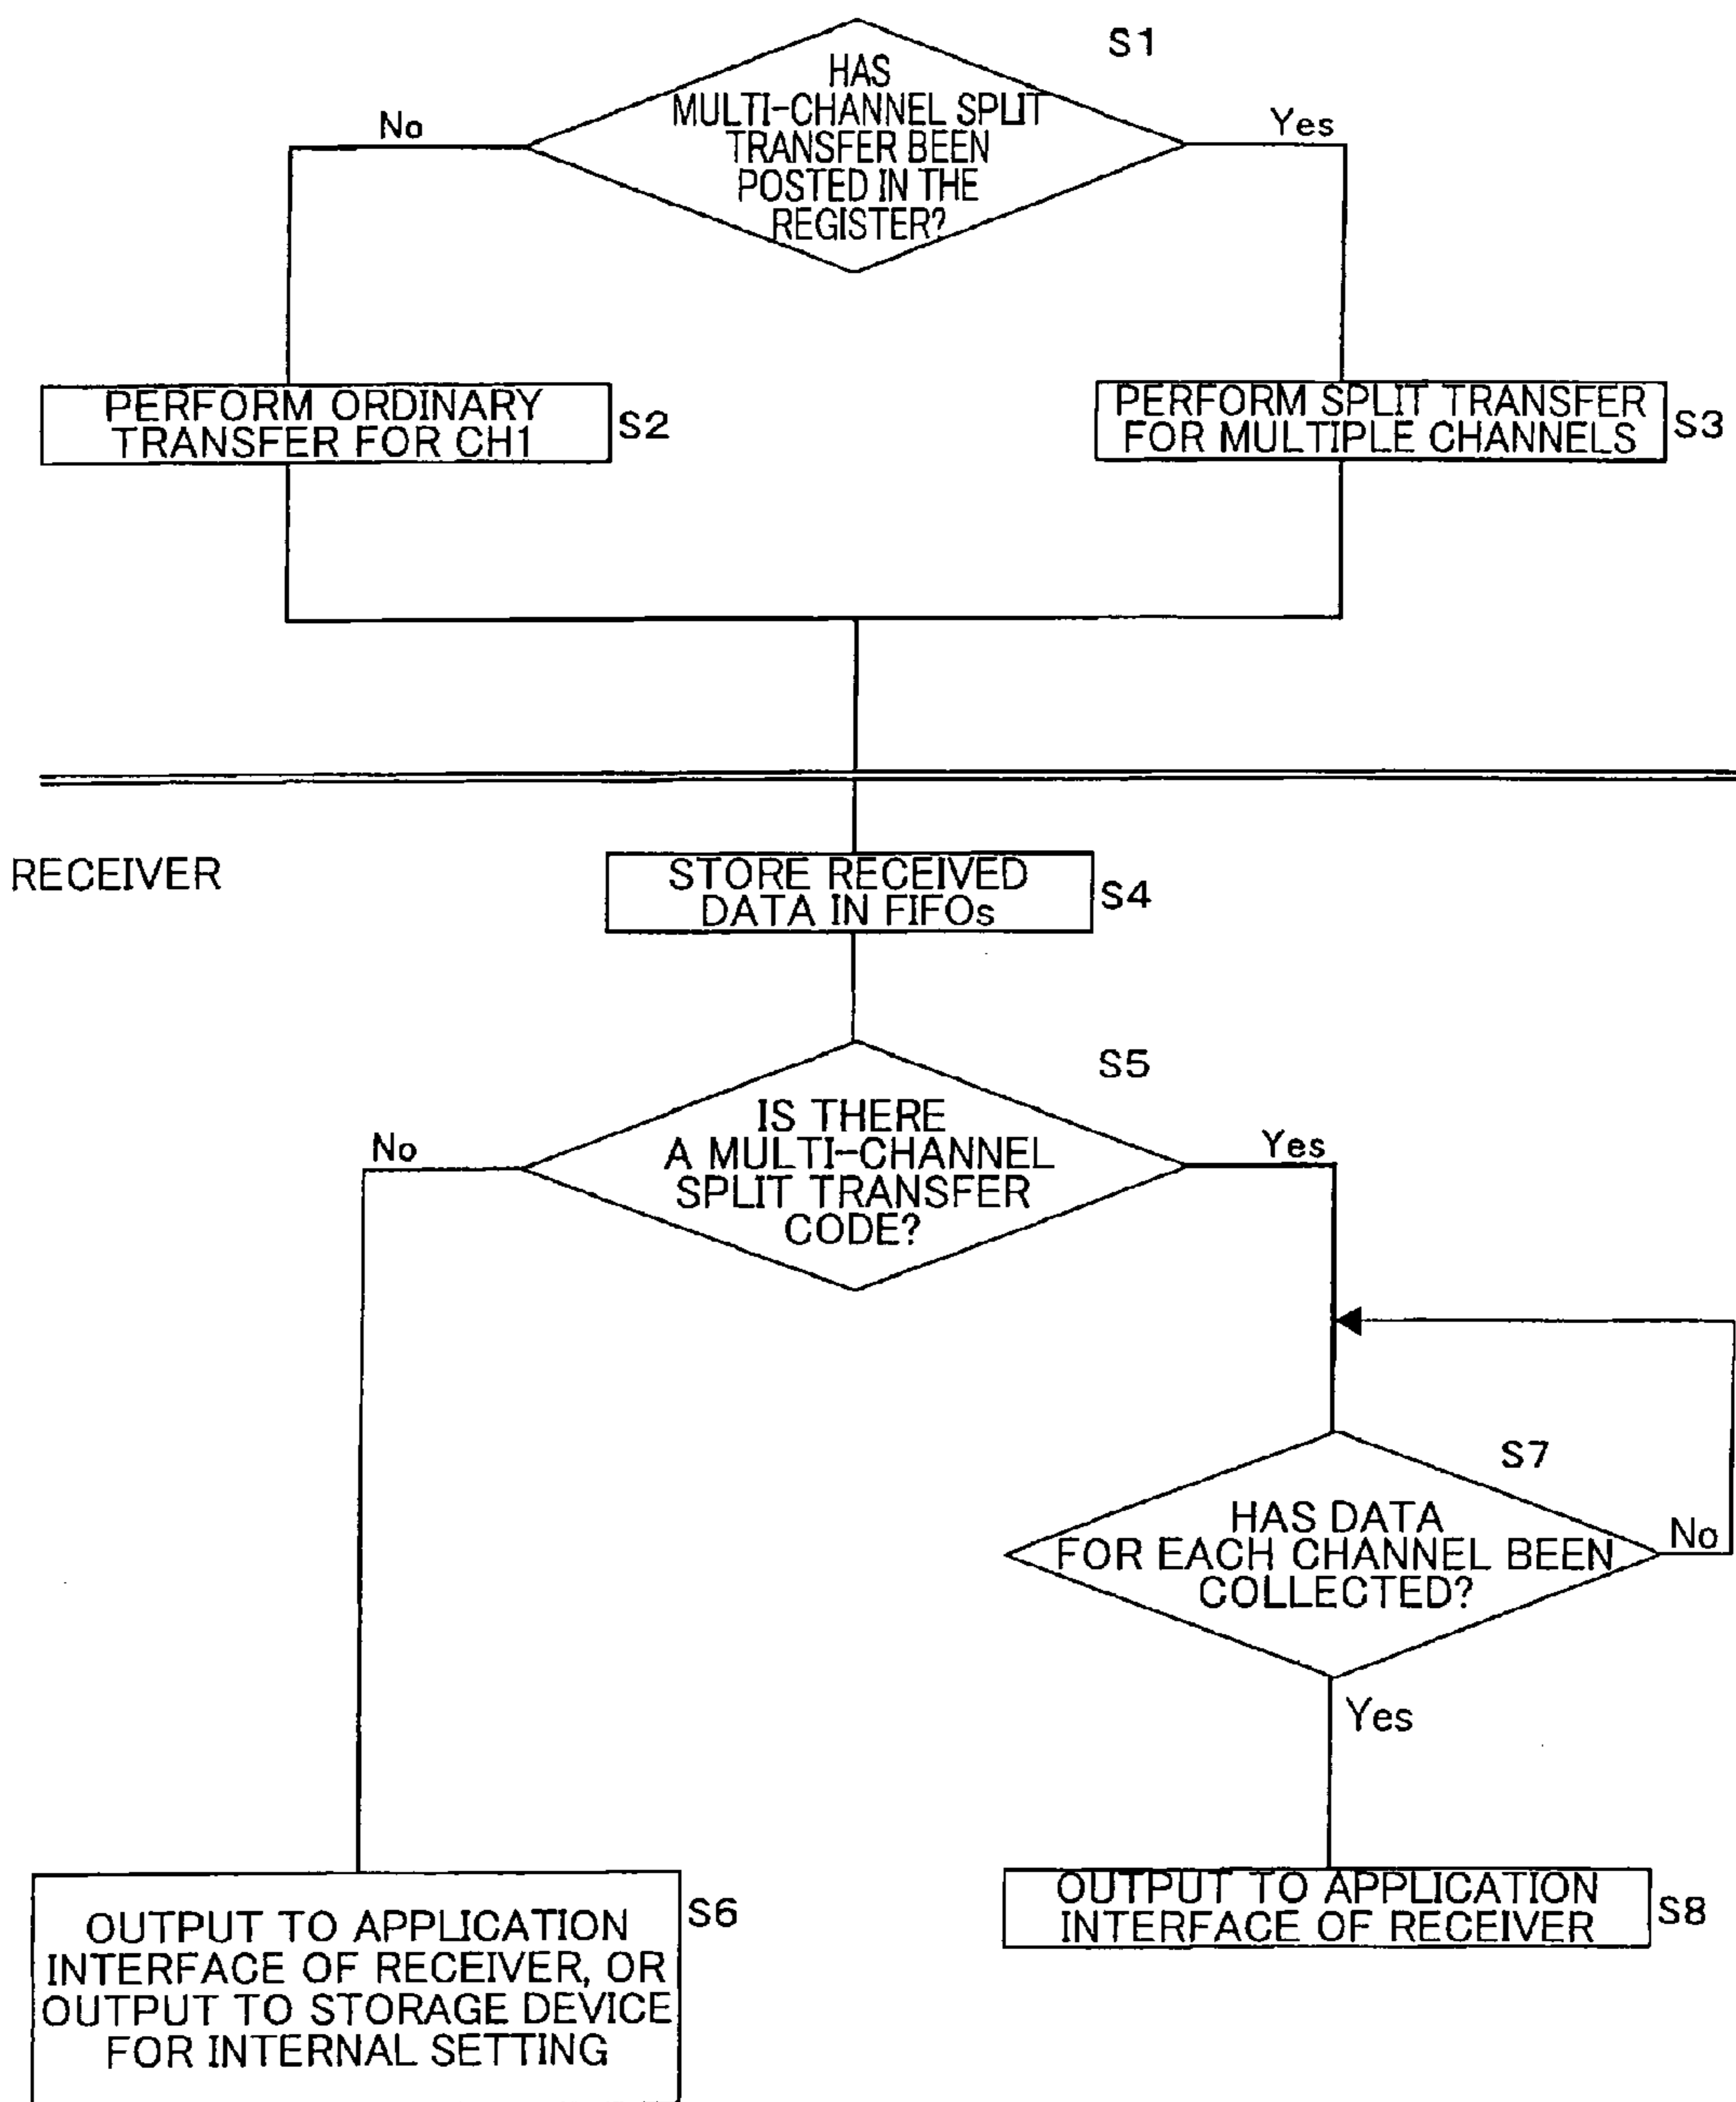 S1
HAS
MULTI-CHANNEL SPLIT
TRANSFER BEEN
POSTED IN THE
REGISTER?
No
Yes
PERFORM ORDINARY
TRANSFER FOR CH1
S2
PERFORM SPLIT TRANSFER
FOR MULTIPLE CHANNELS
S3
RECEIVER
STORE RECEIVED
DATA IN FIFOs
S4
S5
IS THERE
A MULTI-CHANNEL
SPLIT TRANSFER
CODE?
No
Yes
S7
HAS DATA
FOR EACH CHANNEL BEEN
COLLECTED?
No
Yes
OUTPUT TO APPLICATION
INTERFACE OF RECEIVER, OR
OUTPUT TO STORAGE DEVICE
FOR INTERNAL SETTING
S6
OUTPUT TO APPLICATION
INTERFACE OF RECEIVER
S8